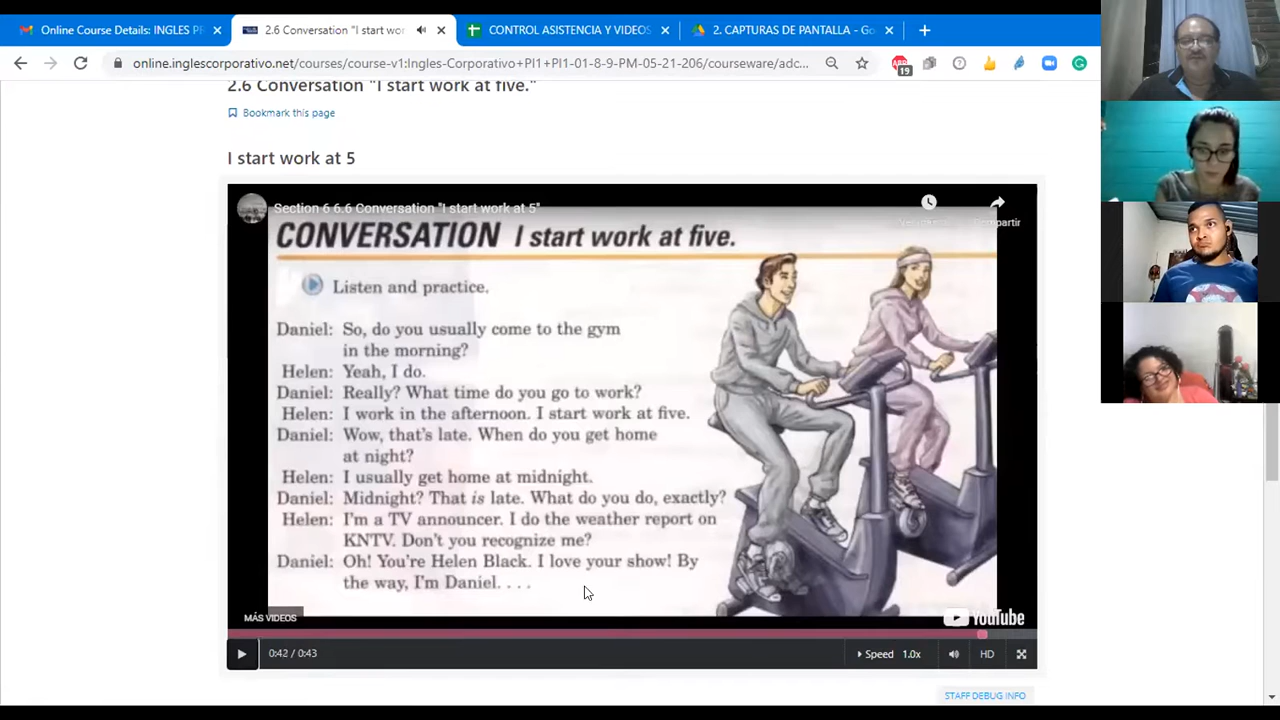 Online Course Details: INGLES PR
2.6 Conversation "I start wor
CONTROL ASISTENCIA Y VIDEOS
2. CAPTURAS DE PANTALLA - Go
online.inglescorporativo.net/courses/course-v1:Ingles-Corporativo+PI1+PI1-01-8-9-PM-05-21-206/courseware/adc...
19
2.6 Conversation "I start work at five."
Bookmark this page
I start work at 5
Section 6 6.6 Conversation "I start work at 5"
Compartir
CONVERSATION I start work at five.
Listen and practice.
Daniel: So, do you usually come to the gym
in the morning?
Helen: Yeah, I do.
Daniel: Really? What time do you go to work?
Helen: I work in the afternoon. I start work at five.
Daniel: Wow, that's late. When do you get home
at night?
Helen: I usually get home at midnight.
Daniel: Midnight? That is late. What do you do, exactly?
Helen: I'm a TV announcer. I do the weather report on
KNTV. Don't you recognize me?
Daniel: Oh! You're Helen Black. I love your show! By
the way, I'm Daniel. . . .
MÁS VIDEOS
YouTube
0:42 / 0:43
Speed 1.0x
HD
STAFF DEBUG INFO